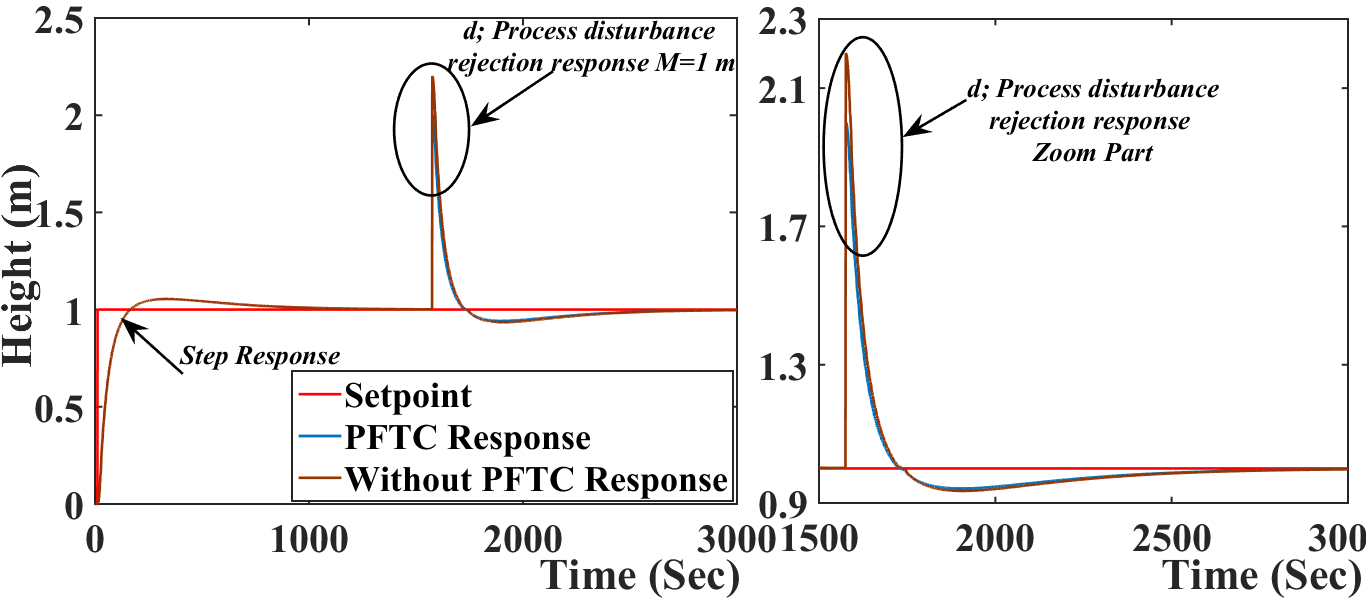 2.5
d; Process disturbance
rejection response M=1 m
2
1.5
1
0.5
0
Height (m)
Step Response
Setpoint
PFTC Response
Without PFTC Response
0
1000
2000
3000
Time (Sec)
2.3
2.1
1.7
1.3
0.9
d; Process disturbance
rejection response
Zoom Part
1500
2000
2500
300
Time (Sec)